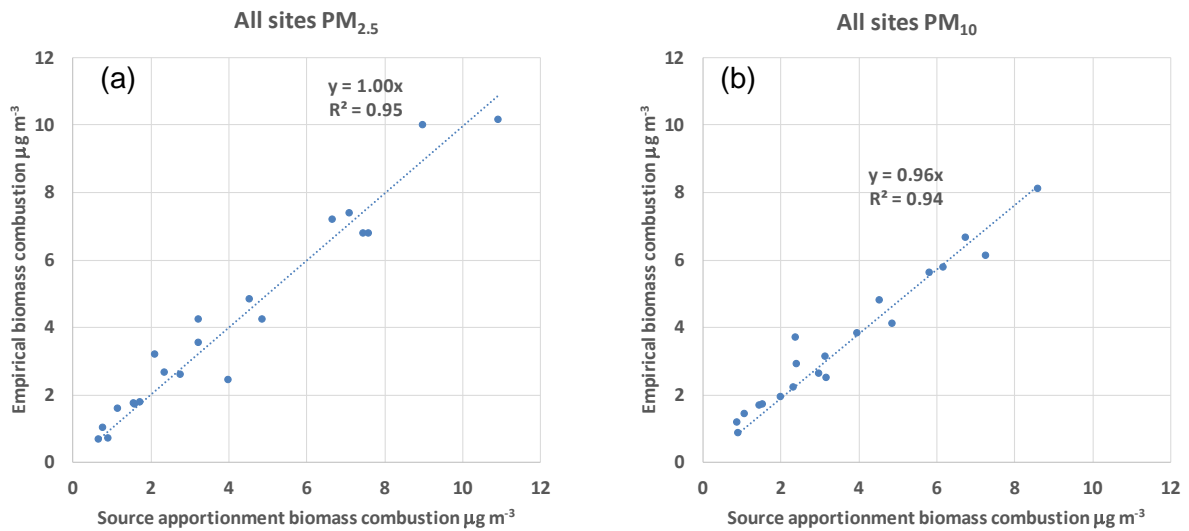 All sites PM2.5
12
(a)
y = 1.00x
R² = 0.95
10
8
6
4
2
0
0 2 4 6 8 10 12
Empirical biomass combustion µg m-3
Source apportionment biomass combustion µg m-3
All sites PM10
12
(b)
10
y = 0.96x
R² = 0.94
8
6
4
2
0
0 2 4 6 8 10 12
Empirical biomass combustion µg m-3
Source apportionment biomass combustion µg m-3